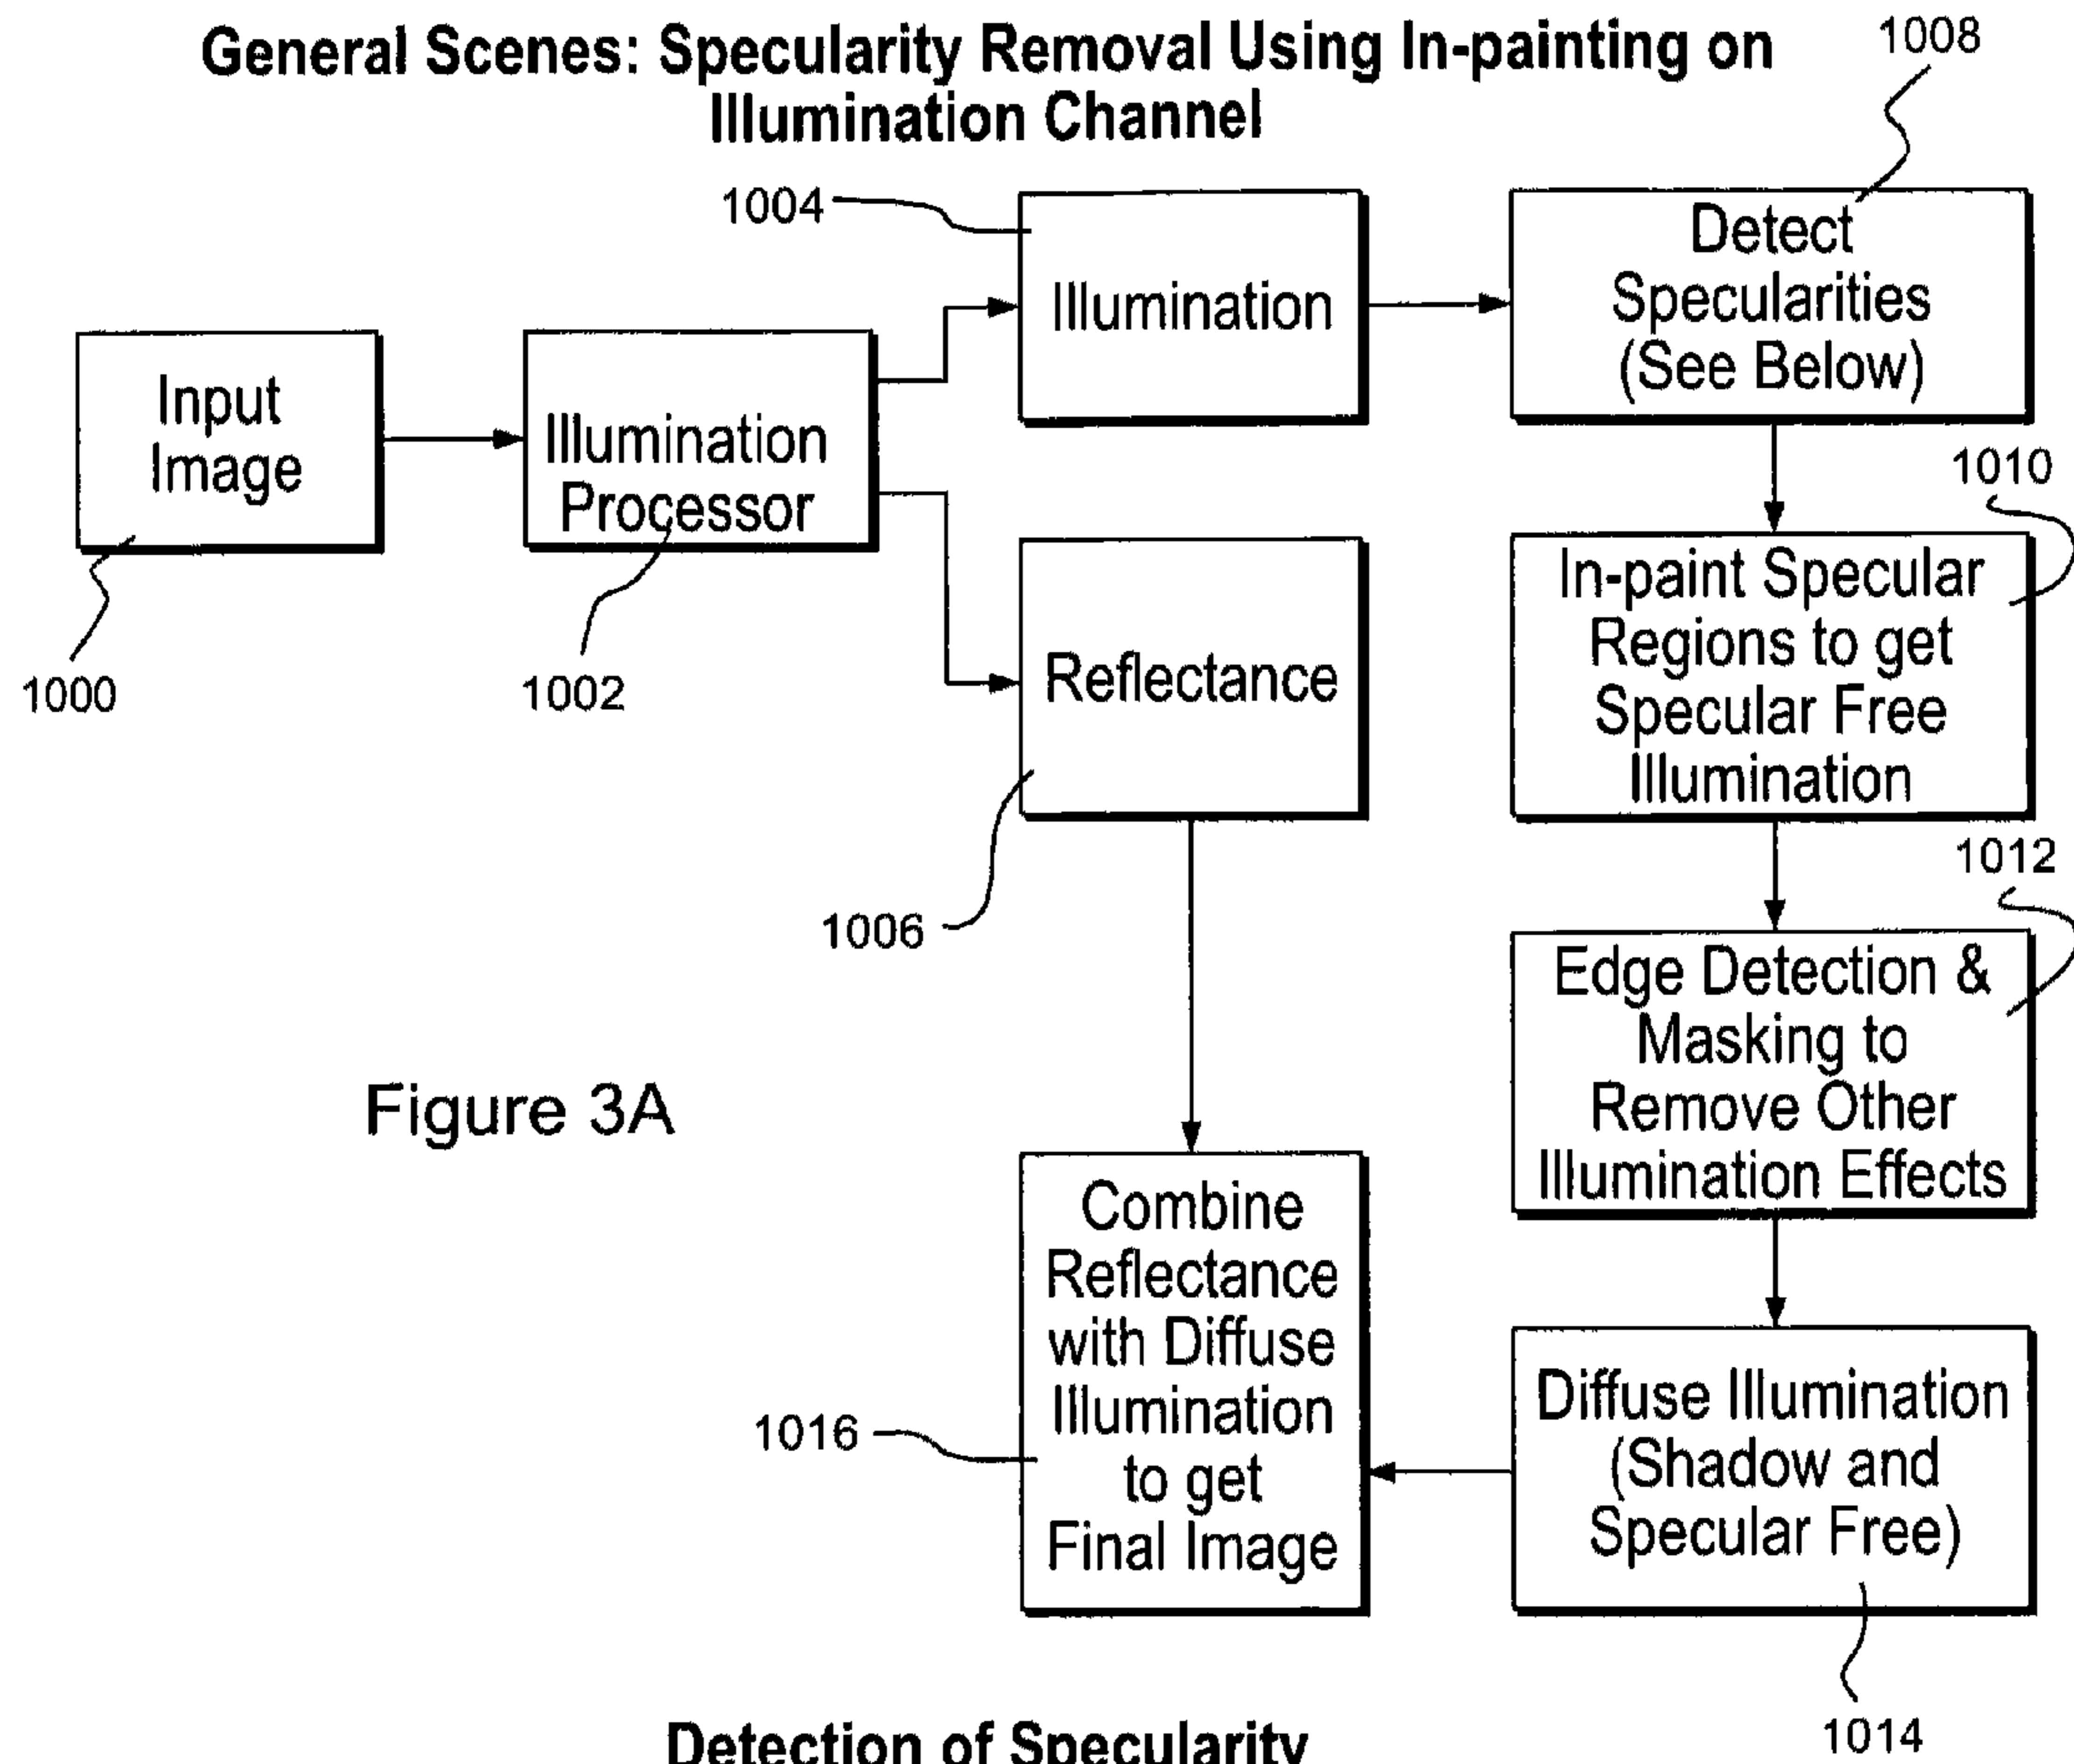 General Scenes: Specularity Removal Using In-painting on
Illumination Channel
1008
1004
Illumination
Detect
Specularities
(See Below)
Input
Image
1000
Illumination
Processor
1002
Reflectance
1006
1010
In-paint Specular
Regions to get
Specular Free
Illumination
1012
Edge Detection &
Masking to
Remove Other
Illumination Effects
Figure 3A
Combine
Reflectance
with Diffuse
Illumination
to get
Final Image
1016
Diffuse Illumination
(Shadow and
Specular Free)
1014
Detection of Specularity